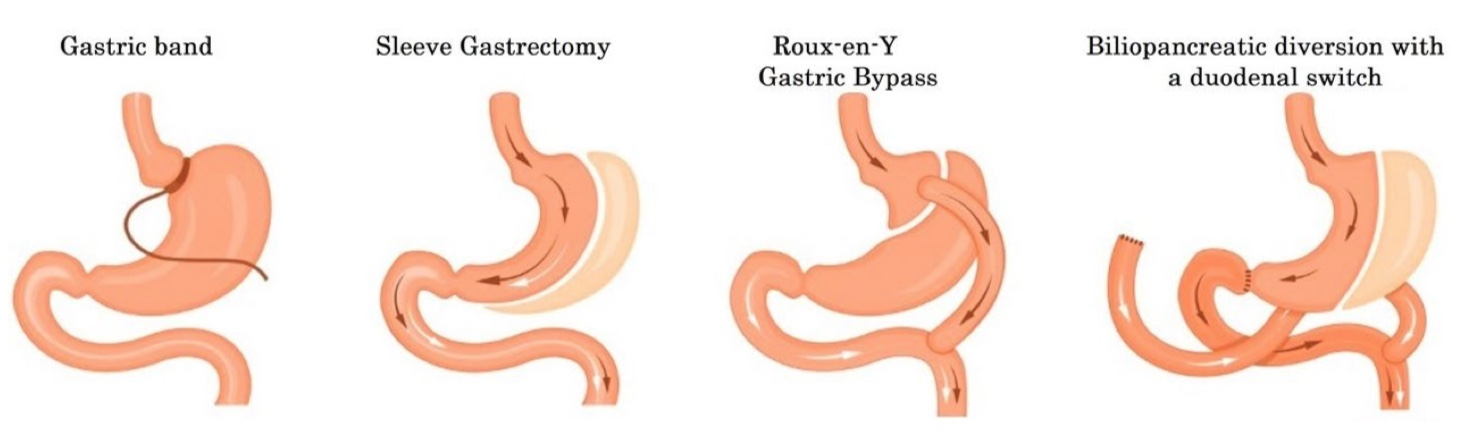 Gastric band
Sleeve Gastrectomy
Roux-en-Y
Gastric Bypass
Biliopancreatic diversion with
a duodenal switch